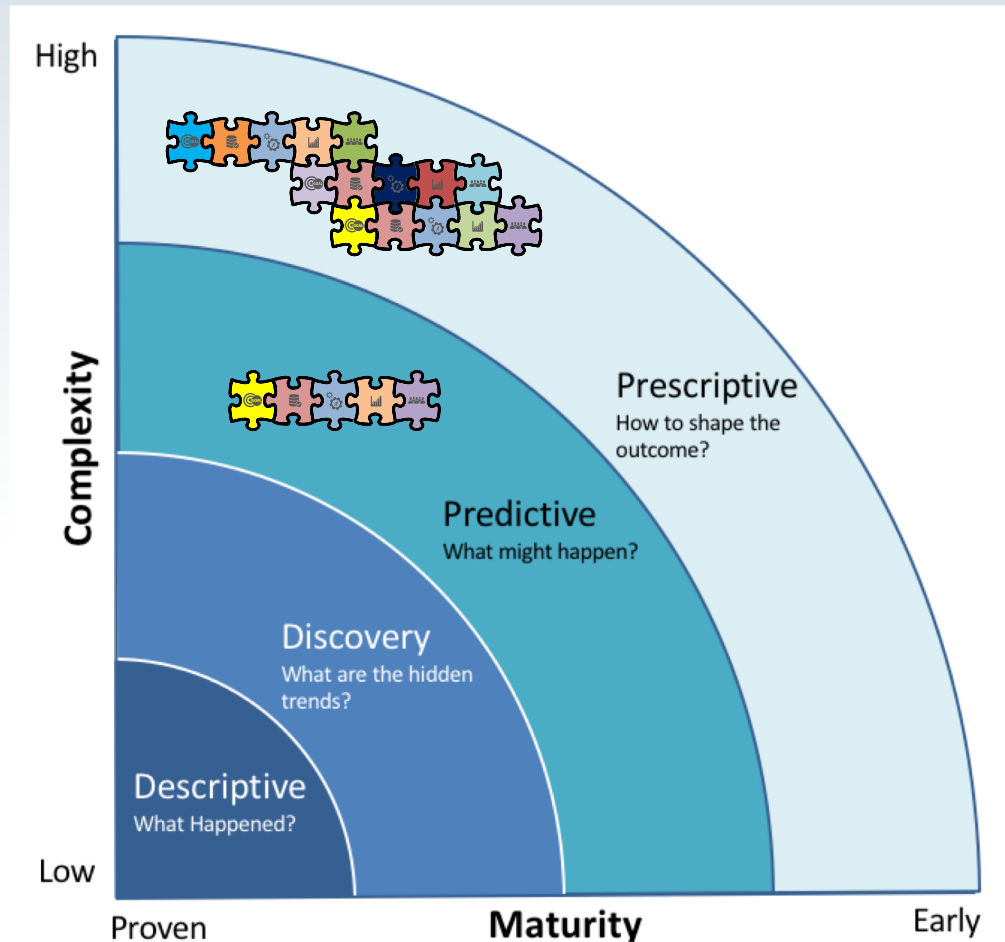 High
Complexity
Prescriptive
How to shape the
outcome?
Predictive
What might happen?
Discovery
What are the hidden
trends?
Descriptive
What Happened?
Low
Proven
Maturity
Early